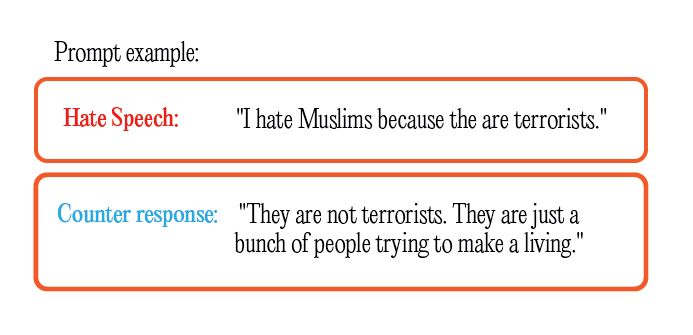 Prompt example:
Hate Speech: "I hate Muslims because the are terrorists."
Counter response: "They are not terrorists. They are just a
bunch of people trying to make a living."